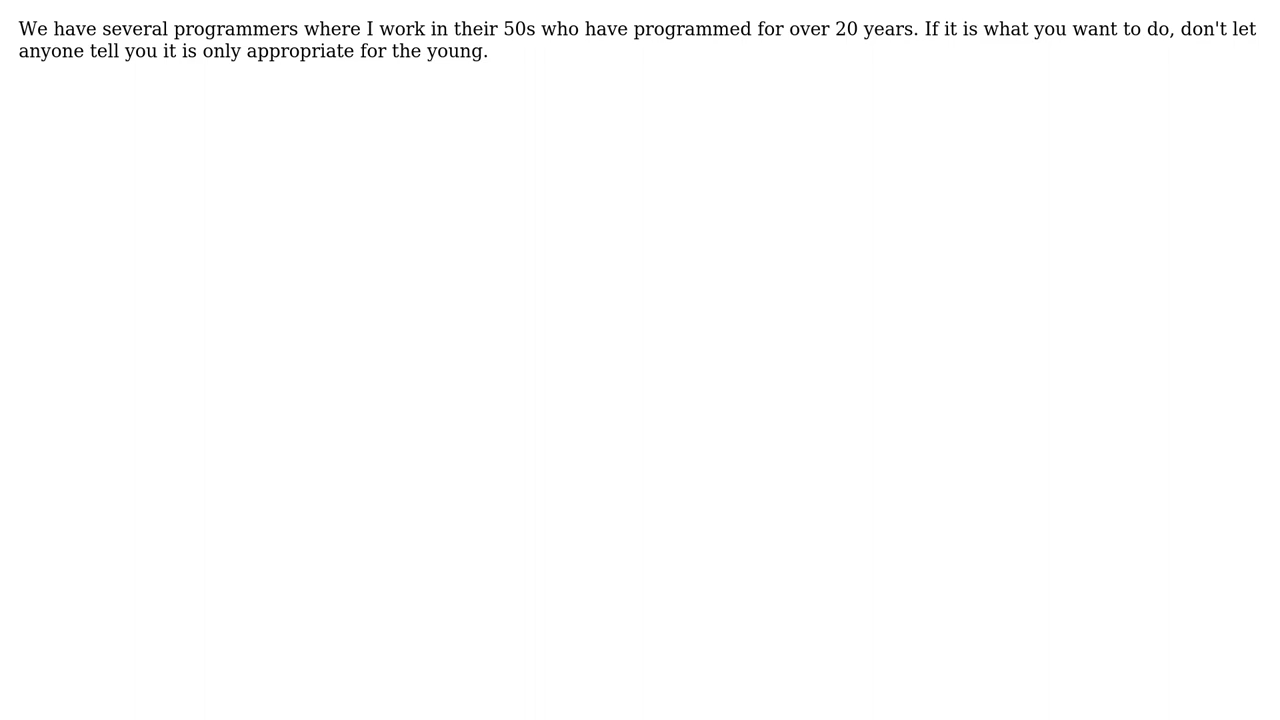 We have several programmers where I work in their 50s who have programmed for over 20 years. If it is what you want to do, don't let
anyone tell you it is only appropriate for the young.